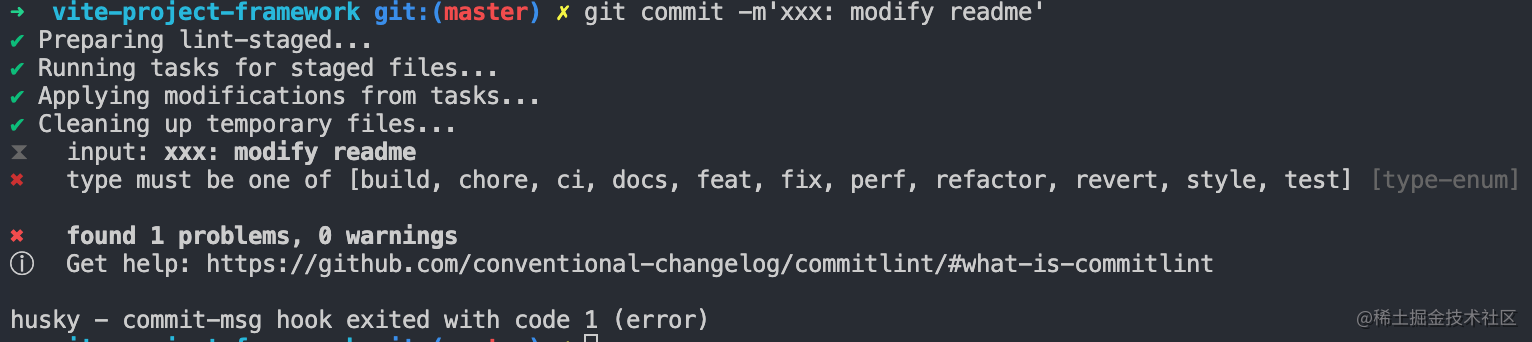 ➜ vite-project-framework git:(master) ✗ git commit -m'xxx: modify readme'
✔ Preparing lint-staged...
✔ Running tasks for staged files...
✔ Applying modifications from tasks...
✔ Cleaning up temporary files...
⧗ input: xxx: modify readme
✖ type must be one of [build, chore, ci, docs, feat, fix, perf, refactor, revert, style, test] [type-enum]
✖ found 1 problems, 0 warnings
ⓘ Get help: https://github.com/conventional-changelog/commitlint/#what-is-commitlint
husky - commit-msg hook exited with code 1 (error)
@稀土掘金技术社区